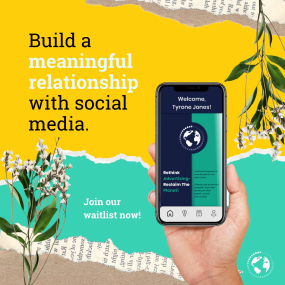 Build a
meaningful
relationship
with social
media.
Welcome,
Tyrone Jones!
Rethink
Advertising-
Reclaim The
Planet!
Join our
waitlist now!